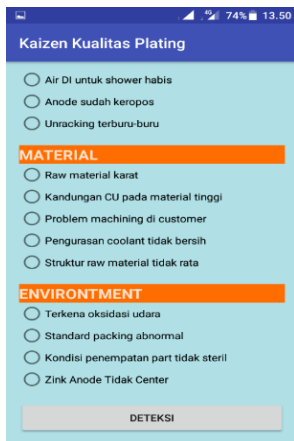 4G 74% 13.50
Kaizen Kualitas Plating
Air DI untuk shower habis
Anode sudah keropos
Unracking terburu-buru
MATERIAL
Raw material karat
Kandungan CU pada material tinggi
Problem machining di customer
Pengurasan coolant tidak bersih
Struktur raw material tidak rata
ENVIRONTMENT
Terkena oksidasi udara
Standard packing abnormal
Kondisi penempatan part tidak steril
Zink Anode Tidak Center
DETEKSI